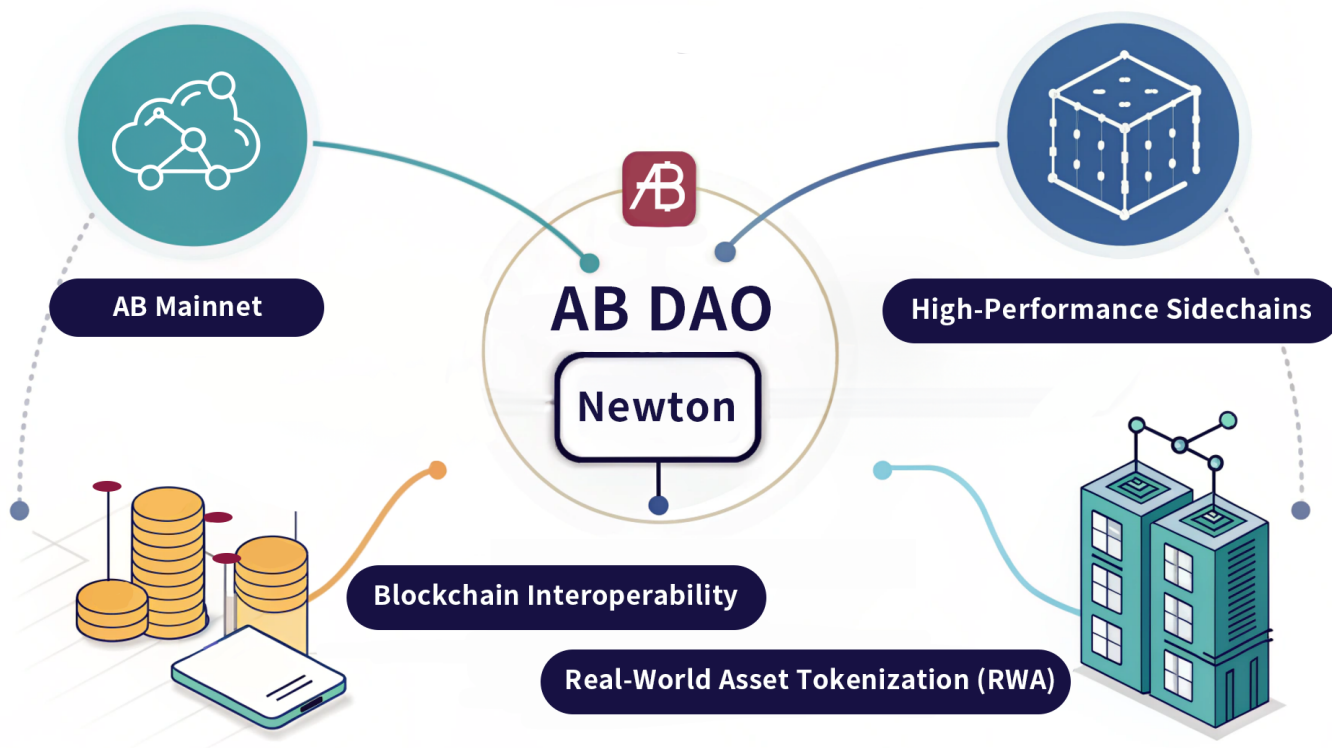 AB
AB DAO
Newton
AB Mainnet
High-Performance Sidechains
Blockchain Interoperability
Real-World Asset Tokenization (RWA)